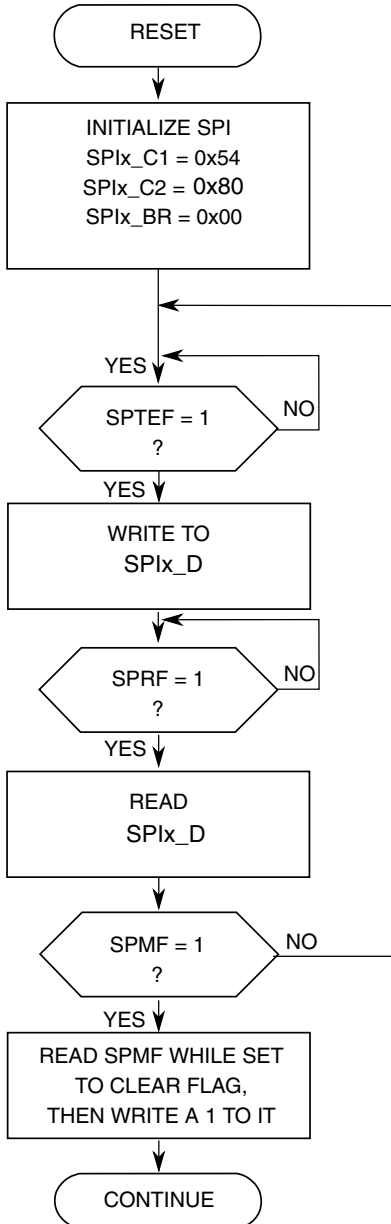 RESET
INITIALIZE SPI
SPIx_C1 = 0x54
SPIx_C2 = 0x80
SPIx_BR = 0x00
YES
SPTEF = 1
?
NO
YES
WRITE TO
SPIx_D
SPRF = 1
?
NO
YES
READ
SPIx_D
SPMF = 1
?
NO
YES
READ SPMF WHILE SET
TO CLEAR FLAG,
THEN WRITE A 1 TO IT
CONTINUE